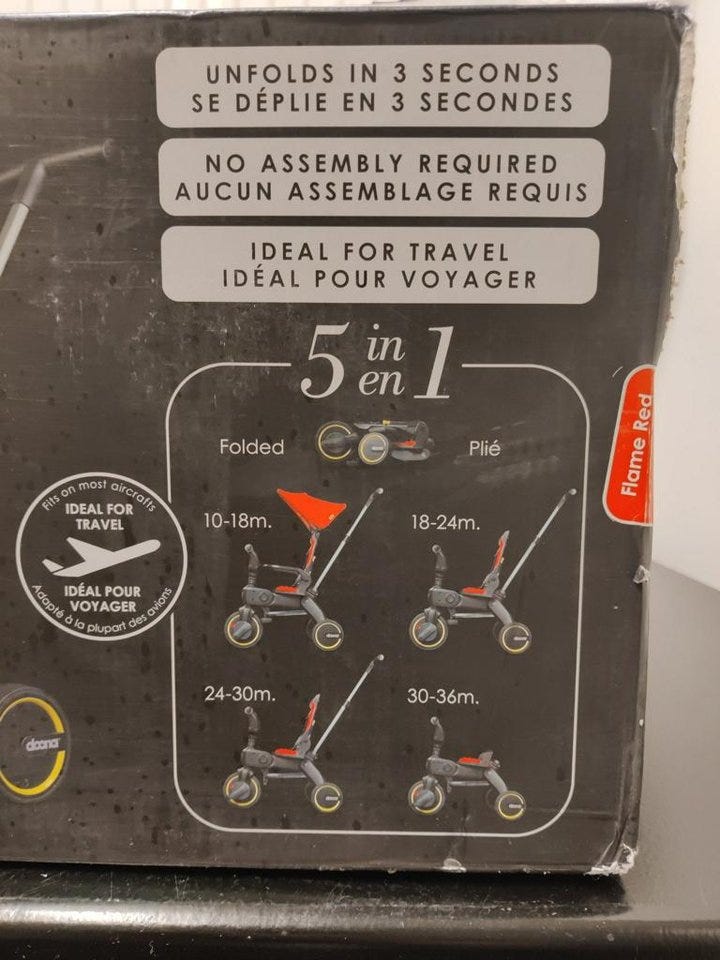 UNFOLDS IN 3 SECONDS
SE DÉPLIE EN 3 SECONDES
NO ASSEMBLY REQUIRED
AUCUN ASSEMBLAGE REQUIS
IDEAL FOR TRAVEL
IDÉAL POUR VOYAGER
5 in 1
en
Folded
Plié
Flame Red
10-18m.
18-24m.
Fits on most aircrafts
IDEAL FOR
TRAVEL
IDÉAL POUR
VOYAGER
Adapté à la plupart des avions
24-30m.
30-36m.
doona